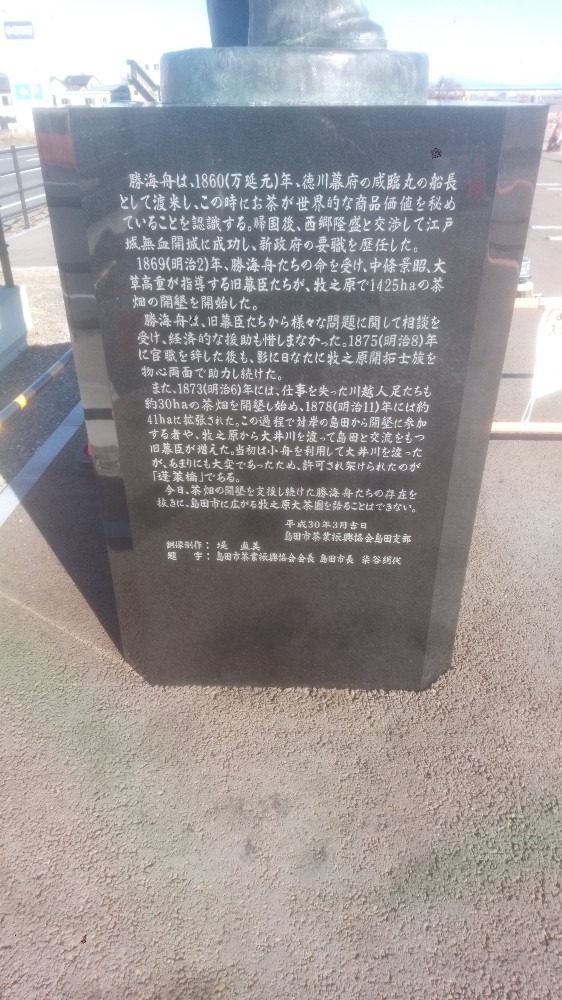 勝海舟は、1860(万延元)年、徳川幕府の咸臨丸の船長
として渡米し、この時にお茶が世界的な商品価値を秘め
ていることを認識する。帰国後、西郷隆盛と交渉して江戸
城無血開城に成功し、新政府の要職を歴任した。
1869(明治2)年、勝海舟たちの命を受け、中條景昭、大
草高重が指導する旧幕臣たちが、牧之原で1425haの茶
畑の開墾を開始した。
勝海舟は、旧幕臣たちから様々な問題に関して相談を
受け、経済的な援助も惜しまなかった。1875(明治8)年
に官職を辞した後も、影に日なたに牧之原開拓士族を
物心両面で助力し続けた。
また、1873(明治6)年には、仕事を失った川越人足たちも
約30haの茶畑を開墾し始め、1878(明治11)年には約
41haに拡張された。この過程で対岸の島田から開墾に参加
する者や、牧之原から大井川を渡って島田と交流をもつ
旧幕臣が増えた。当初は小舟を利用して大井川を渡った
が、あまりにも大変であったため、許可され架けられたのが
「蓬莱橋」である。
今日、茶畑の開墾を支援し続けた勝海舟たちの存在を
抜きに、島田市に広がる牧之原大茶園を語ることはできない。
平成30年3月吉日
島田市茶業振興協会島田支部
銅像制作：堤 直美
題 字：島田市茶業振興協会会長 島田市長 染谷絹代